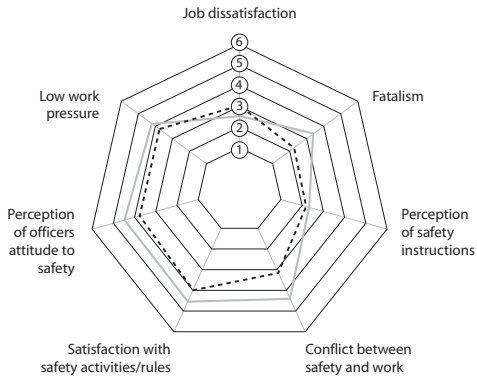 Job dissatisfaction
6
5
4
3
2
1
Fatalism
Low work
pressure
Perception
of officers
attitude to
safety
Perception
of safety
instructions
Satisfaction with
safety activities/rules
Conflict between
safety and work